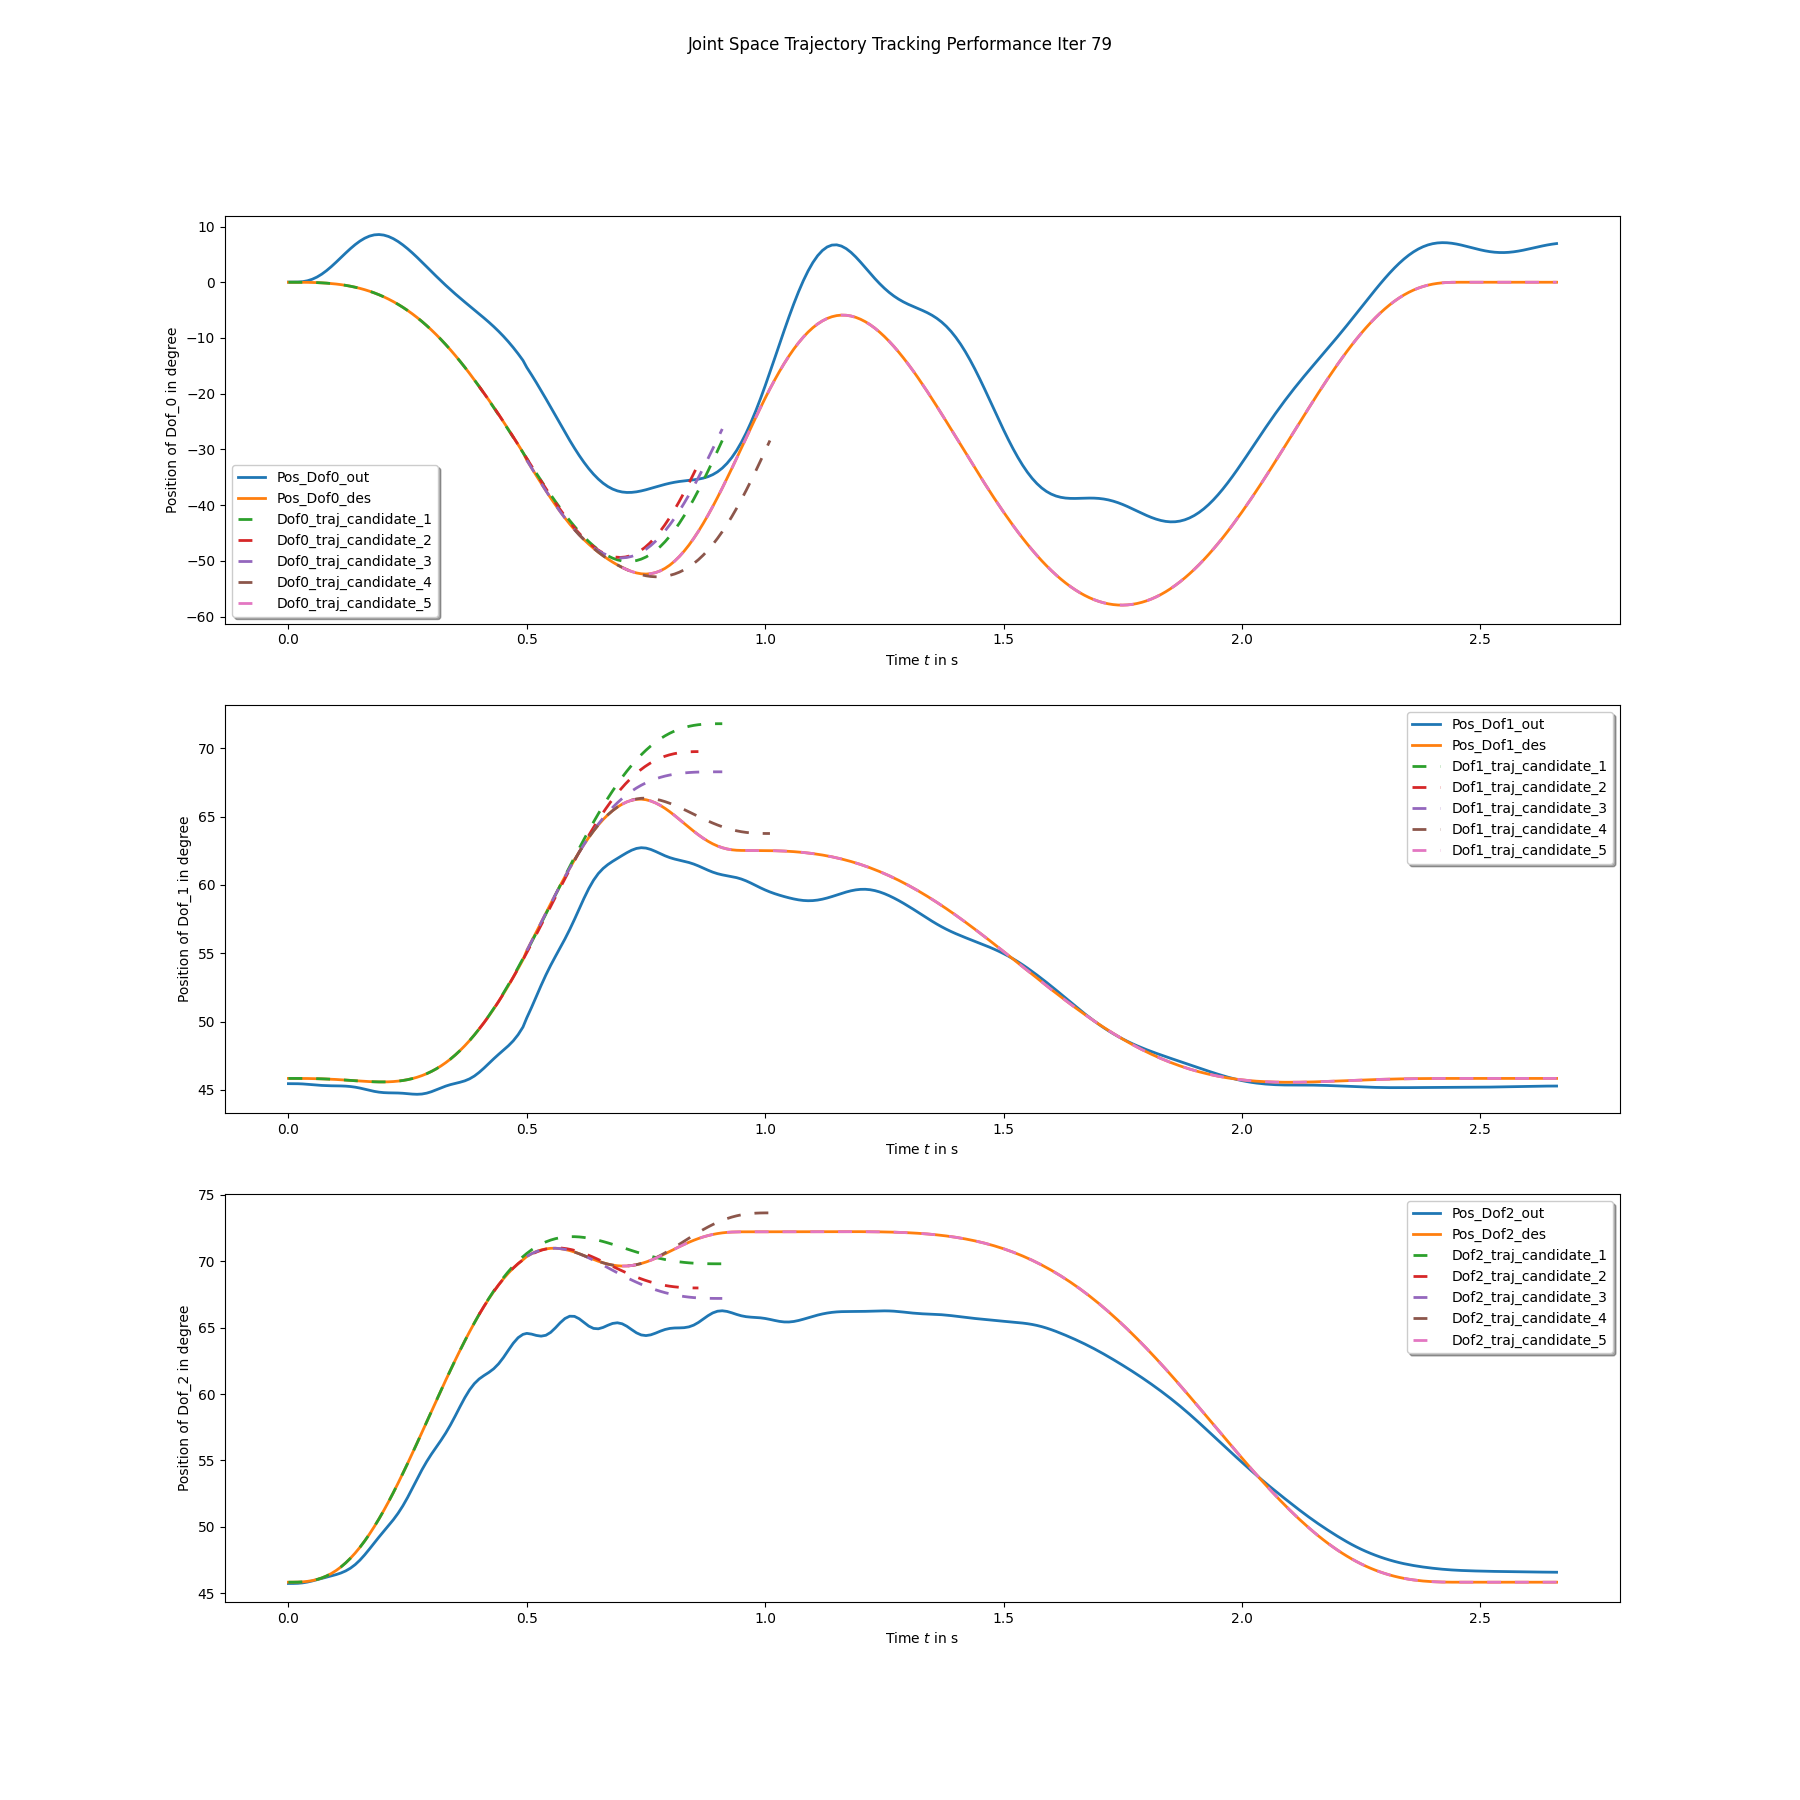 Joint Space Trajectory Tracking Performance Iter 79
10
0
−10
−20
−30
−40
−50
−60
Position of Dof_0 in degree
Pos_Dof0_out
Pos_Dof0_des
Dof0_traj_candidate_1
Dof0_traj_candidate_2
Dof0_traj_candidate_3
Dof0_traj_candidate_4
Dof0_traj_candidate_5
0.0 0.5 1.0 1.5 2.0 2.5
Time t in s
70
65
60
55
50
45
Position of Dof_1 in degree
Pos_Dof1_out
Pos_Dof1_des
Dof1_traj_candidate_1
Dof1_traj_candidate_2
Dof1_traj_candidate_3
Dof1_traj_candidate_4
Dof1_traj_candidate_5
0.0 0.5 1.0 1.5 2.0 2.5
Time t in s
75
70
65
60
55
50
45
Position of Dof_2 in degree
Pos_Dof2_out
Pos_Dof2_des
Dof2_traj_candidate_1
Dof2_traj_candidate_2
Dof2_traj_candidate_3
Dof2_traj_candidate_4
Dof2_traj_candidate_5
0.0 0.5 1.0 1.5 2.0 2.5
Time t in s